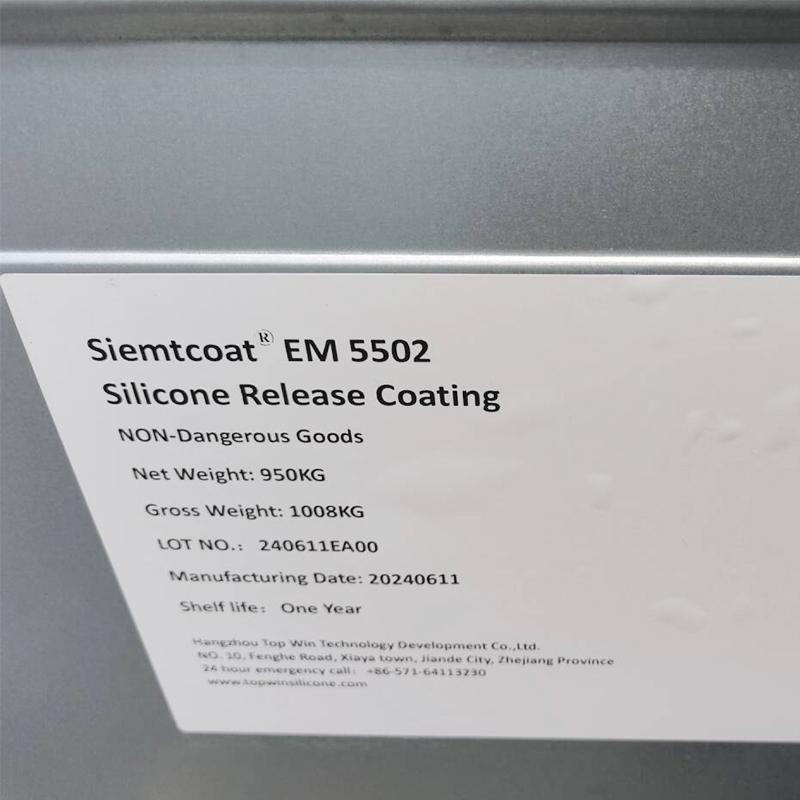 Siemtcoat® EM 5502
Silicone Release Coating
NON-Dangerous Goods
Net Weight: 950KG
Gross Weight: 1008KG
LOT NO.: 240611EA00
Manufacturing Date: 20240611
Shelf life: One Year
Hangzhou Top Win Technology Development Co.,Ltd.
NO. 10, Fenghe Road, Xiaya town, Jiande City, Zhejiang Province
24 hour emergency call: +86-571-64113230
www.topwinsilicone.com